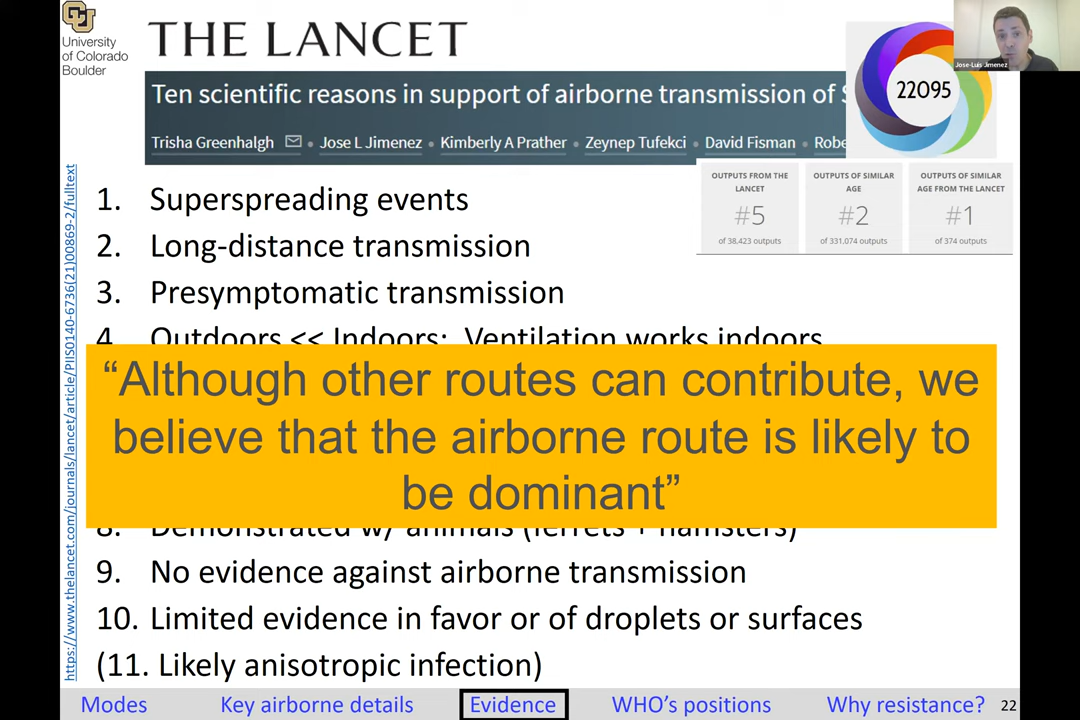 University
of Colorado
Boulder
THE LANCET
Ten scientific reasons in support of airborne transmission of S
Trisha Greenhalgh • Jose L Jimenez • Kimberly A Prather • Zeynep Tufekci • David Fisman • Robe
22095
Jose-Luis Jimenez
OUTPUTS FROM THE LANCET
#5
of 38,423 outputs
OUTPUTS OF SIMILAR AGE
#2
of 331,074 outputs
OUTPUTS OF SIMILAR AGE FROM THE LANCET
#1
of 374 outputs
https://www.thelancet.com/journals/lancet/article/PIIS0140-6736(21)00869-2/fulltext
1. Superspreading events
2. Long-distance transmission
3. Presymptomatic transmission
4. Outdoors << Indoors: Ventilation works indoors
“Although other routes can contribute, we
believe that the airborne route is likely to
be dominant”
8. Demonstrated w/ animals (ferrets + hamsters)
9. No evidence against airborne transmission
10. Limited evidence in favor or of droplets or surfaces
(11. Likely anisotropic infection)
Modes Key airborne details Evidence WHO’s positions Why resistance? 22